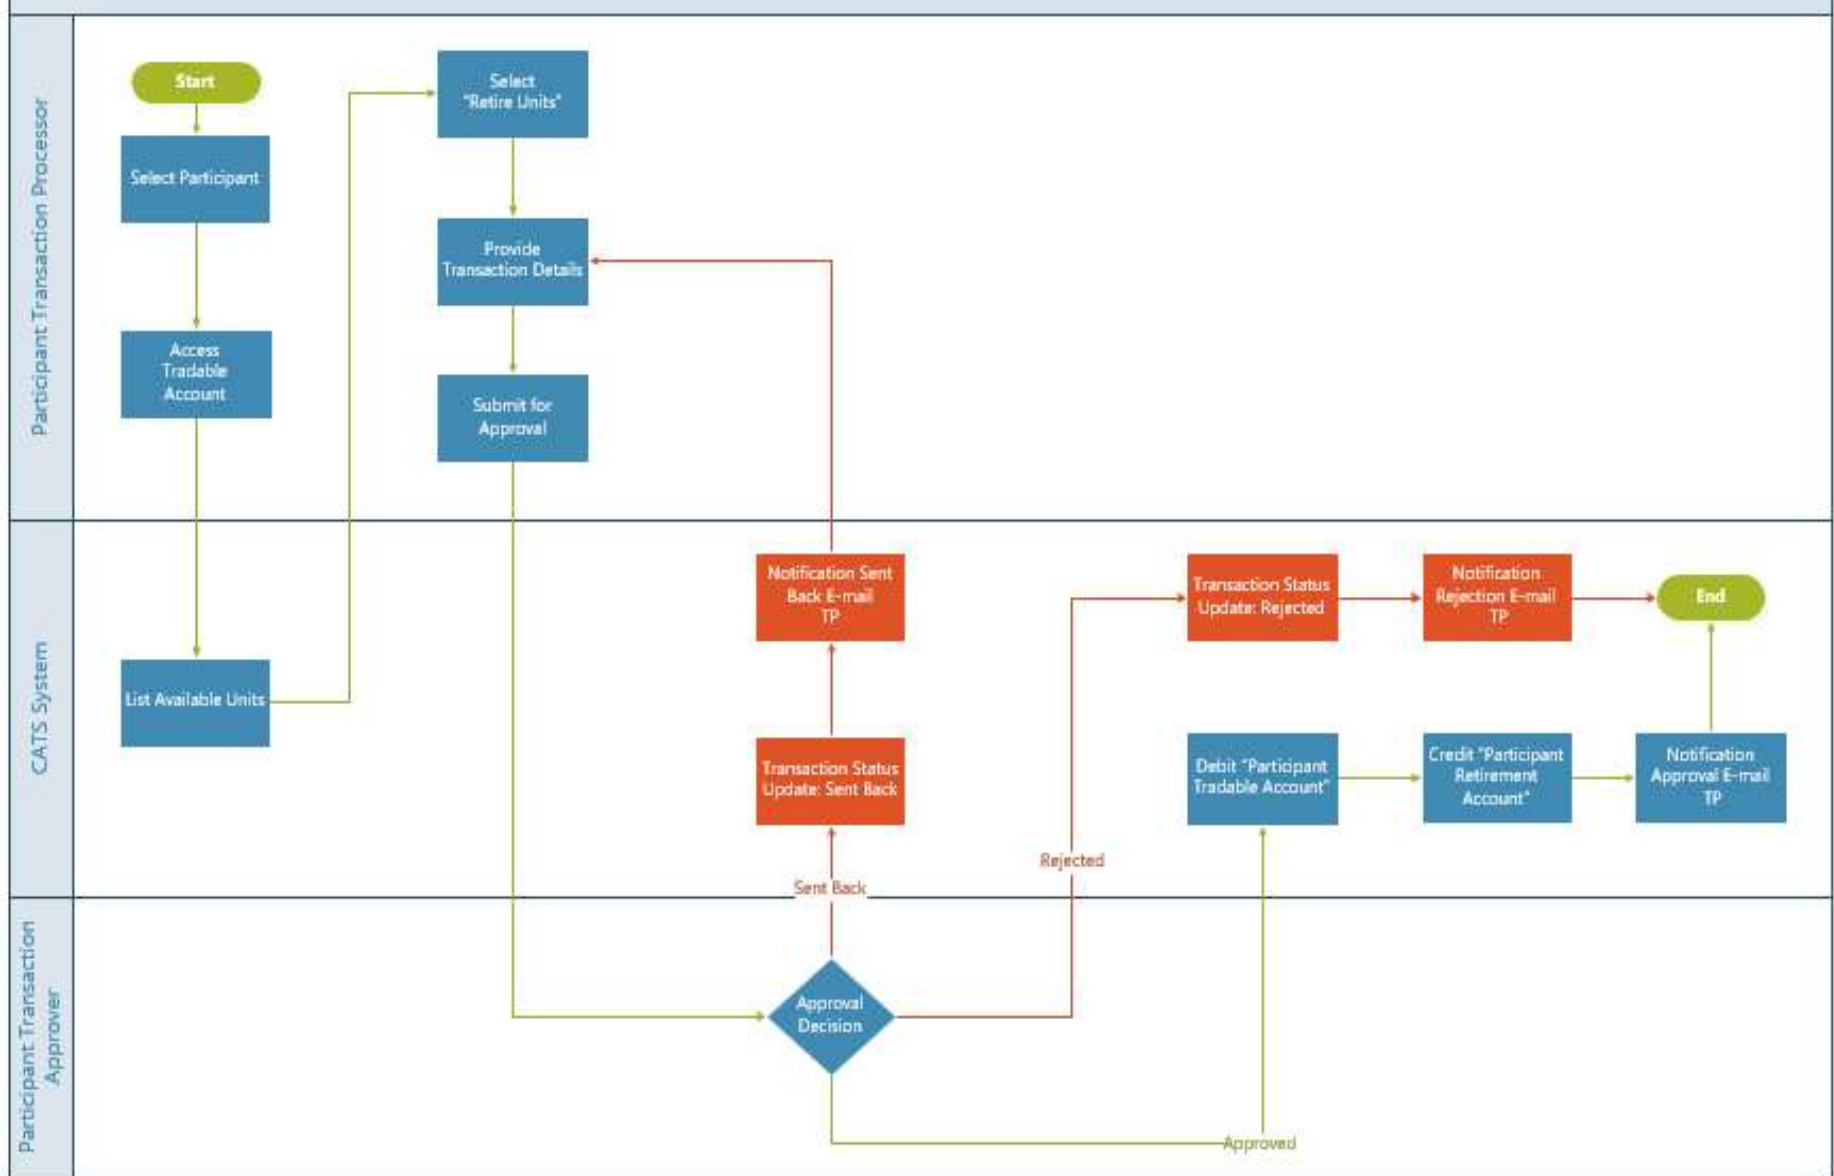 Participant Transaction Processor
Start
Select Participant
Access
Tradable
Account
Select
"Retire Units"
Provide
Transaction Details
Submit for
Approval
CATS System
List Available Units
Notification Sent
Back E-mail
TP
Transaction Status
Update: Sent Back
Sent Back
Rejected
Transaction Status
Update: Rejected
Notification
Rejection E-mail
TP
End
Debit "Participant
Tradable Account"
Credit "Participant
Retirement
Account"
Notification
Approval E-mail
TP
Participant Transaction
Approver
Approval
Decision
Approved